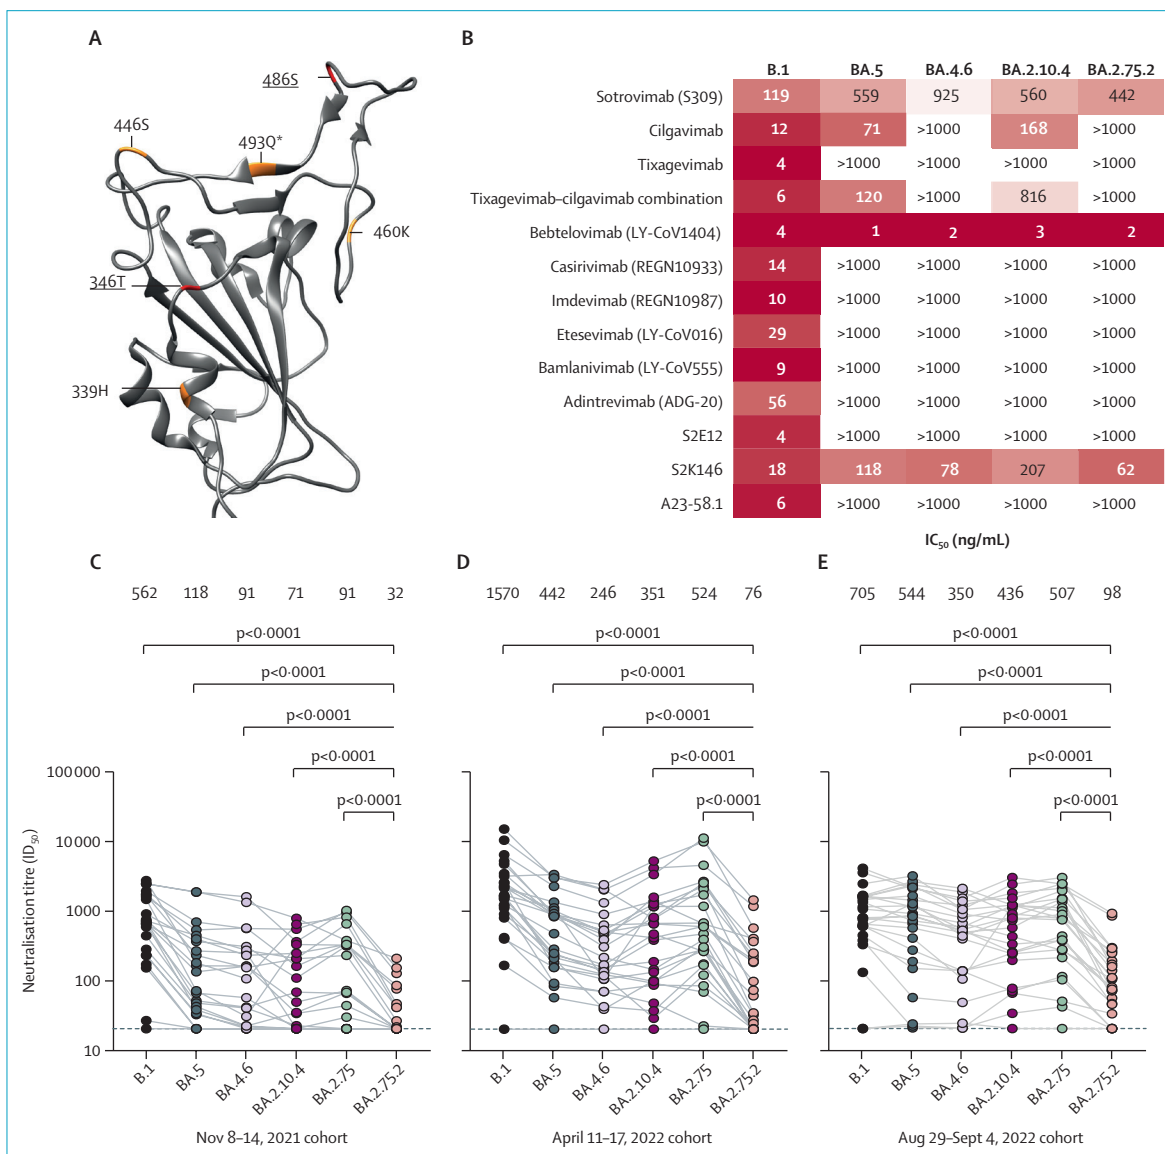 A
486S
446S
493Q*
460K
346T
339H
B
B.1 BA.5 BA.4.6 BA.2.10.4 BA.2.75.2
Sotrovimab (S309) 119 559 925 560 442
Cilgavimab 12 71 >1000 168 >1000
Tixagevimab 4 >1000 >1000 >1000 >1000
Tixagevimab–cilgavimab combination 6 120 >1000 816 >1000
Bebtelovimab (LY-CoV1404) 4 1 2 3 2
Casirivimab (REGN10933) 14 >1000 >1000 >1000 >1000
Imdevimab (REGN10987) 10 >1000 >1000 >1000 >1000
Etesevimab (LY-CoV016) 29 >1000 >1000 >1000 >1000
Bamlanivimab (LY-CoV555) 9 >1000 >1000 >1000 >1000
Adintrevimab (ADG-20) 56 >1000 >1000 >1000 >1000
S2E12 4 >1000 >1000 >1000 >1000
S2K146 18 118 78 207 62
A23-58.1 6 >1000 >1000 >1000 >1000
IC50 (ng/mL)
C
562 118 91 71 91 32
p<0·0001
p<0·0001
p<0·0001
p<0·0001
p<0·0001
Neutralisation titre (ID50)
100 000
10 000
1000
100
10
B.1 BA.5 BA.4.6 BA.2.10.4 BA.2.75 BA.2.75.2
Nov 8–14, 2021 cohort
D
1570 442 246 351 524 76
p<0·0001
p<0·0001
p<0·0001
p<0·0001
p<0·0001
B.1 BA.5 BA.4.6 BA.2.10.4 BA.2.75 BA.2.75.2
April 11–17, 2022 cohort
E
705 544 350 436 507 98
p<0·0001
p<0·0001
p<0·0001
p<0·0001
p<0·0001
B.1 BA.5 BA.4.6 BA.2.10.4 BA.2.75 BA.2.75.2
Aug 29–Sept 4, 2022 cohort